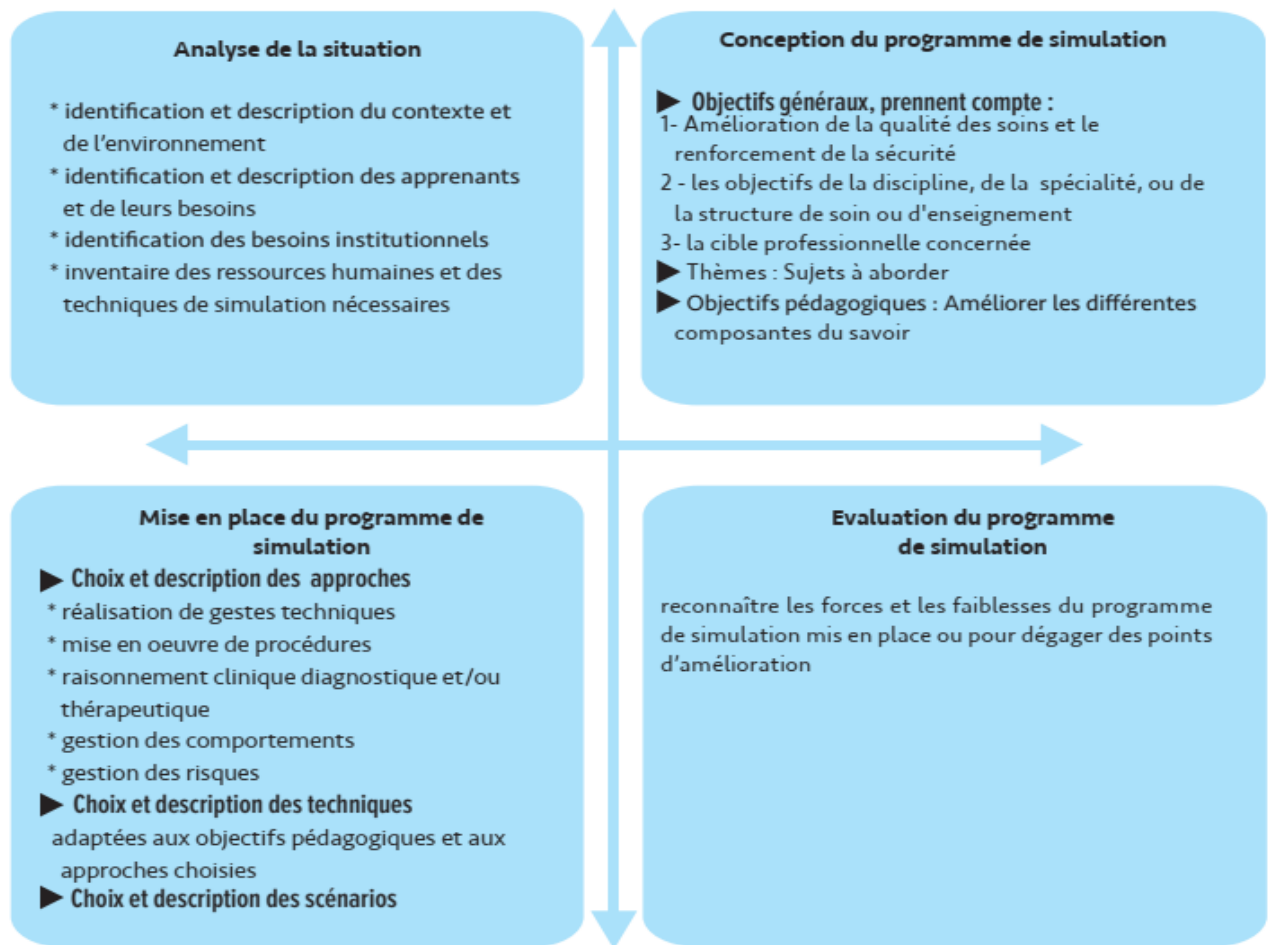 Analyse de la situation
* identification et description du contexte et
de l'environnement
* identification et description des apprenants
et de leurs besoins
* identification des besoins institutionnels
* inventaire des ressources humaines et des
techniques de simulation nécessaires
Conception du programme de simulation
▶ Objectifs généraux, prennent compte :
1- Amélioration de la qualité des soins et le
renforcement de la sécurité
2 - les objectifs de la discipline, de la spécialité, ou de
la structure de soin ou d'enseignement
3- la cible professionnelle concernée
▶ Thèmes : Sujets à aborder
▶ Objectifs pédagogiques : Améliorer les différentes
composantes du savoir
Mise en place du programme de
simulation
▶ Choix et description des approches
* réalisation de gestes techniques
* mise en oeuvre de procédures
* raisonnement clinique diagnostique et/ou
thérapeutique
* gestion des comportements
* gestion des risques
▶ Choix et description des techniques
adaptées aux objectifs pédagogiques et aux
approches choisies
▶ Choix et description des scénarios
Evaluation du programme
de simulation
reconnaître les forces et les faiblesses du programme
de simulation mis en place ou pour dégager des points
d'amélioration